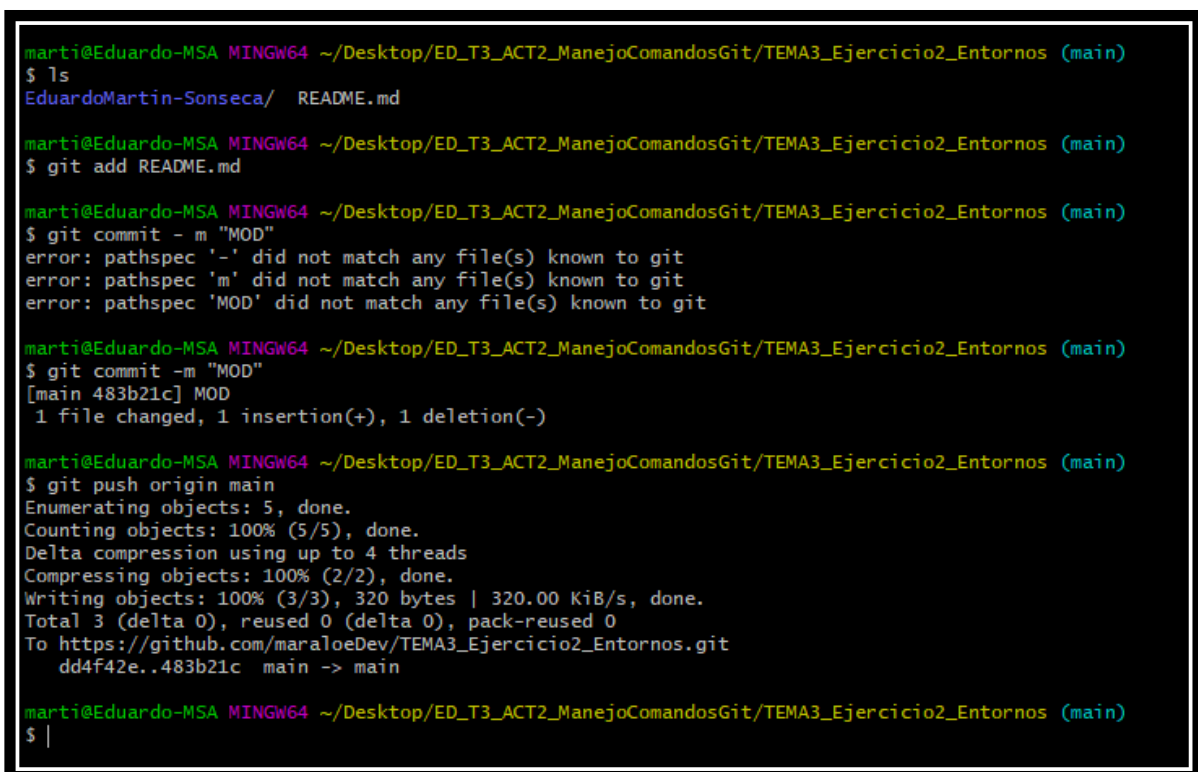 marti@Eduardo-MSA MINGW64 ~/Desktop/ED_T3_ACT2_ManejoComandosGit/TEMA3_Ejercicio2_Entornos (main)
$ ls
EduardoMartin-Sonseca/  README.md
marti@Eduardo-MSA MINGW64 ~/Desktop/ED_T3_ACT2_ManejoComandosGit/TEMA3_Ejercicio2_Entornos (main)
$ git add README.md
marti@Eduardo-MSA MINGW64 ~/Desktop/ED_T3_ACT2_ManejoComandosGit/TEMA3_Ejercicio2_Entornos (main)
$ git commit - m "MOD"
error: pathspec '-' did not match any file(s) known to git
error: pathspec 'm' did not match any file(s) known to git
error: pathspec 'MOD' did not match any file(s) known to git
marti@Eduardo-MSA MINGW64 ~/Desktop/ED_T3_ACT2_ManejoComandosGit/TEMA3_Ejercicio2_Entornos (main)
$ git commit -m "MOD"
[main 483b21c] MOD
 1 file changed, 1 insertion(+), 1 deletion(-)
marti@Eduardo-MSA MINGW64 ~/Desktop/ED_T3_ACT2_ManejoComandosGit/TEMA3_Ejercicio2_Entornos (main)
$ git push origin main
Enumerating objects: 5, done.
Counting objects: 100% (5/5), done.
Delta compression using up to 4 threads
Compressing objects: 100% (2/2), done.
Writing objects: 100% (3/3), 320 bytes | 320.00 KiB/s, done.
Total 3 (delta 0), reused 0 (delta 0), pack-reused 0
To https://github.com/maraloeDev/TEMA3_Ejercicio2_Entornos.git
   dd4f42e..483b21c  main -> main
marti@Eduardo-MSA MINGW64 ~/Desktop/ED_T3_ACT2_ManejoComandosGit/TEMA3_Ejercicio2_Entornos (main)
$